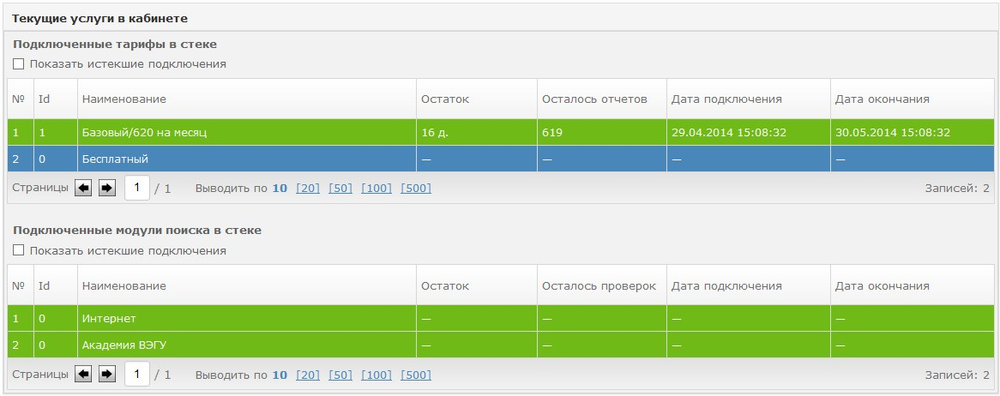 Текущие услуги в кабинете
Подключенные тарифы в стеке
Показать истекшие подключения
№ Id Наименование Остаток Осталось отчетов Дата подключения Дата окончания
1 1 Базовый/620 на месяц 16 д. 619 29.04.2014 15:08:32 30.05.2014 15:08:32
2 0 Бесплатный — — — —
Страницы 1 / 1 Выводить по 10 [20] [50] [100] [500] Записей: 2
Подключенные модули поиска в стеке
Показать истекшие подключения
№ Id Наименование Остаток Осталось проверок Дата подключения Дата окончания
1 0 Интернет — — — —
2 0 Академия ВЭГУ — — — —
Страницы 1 / 1 Выводить по 10 [20] [50] [100] [500] Записей: 2